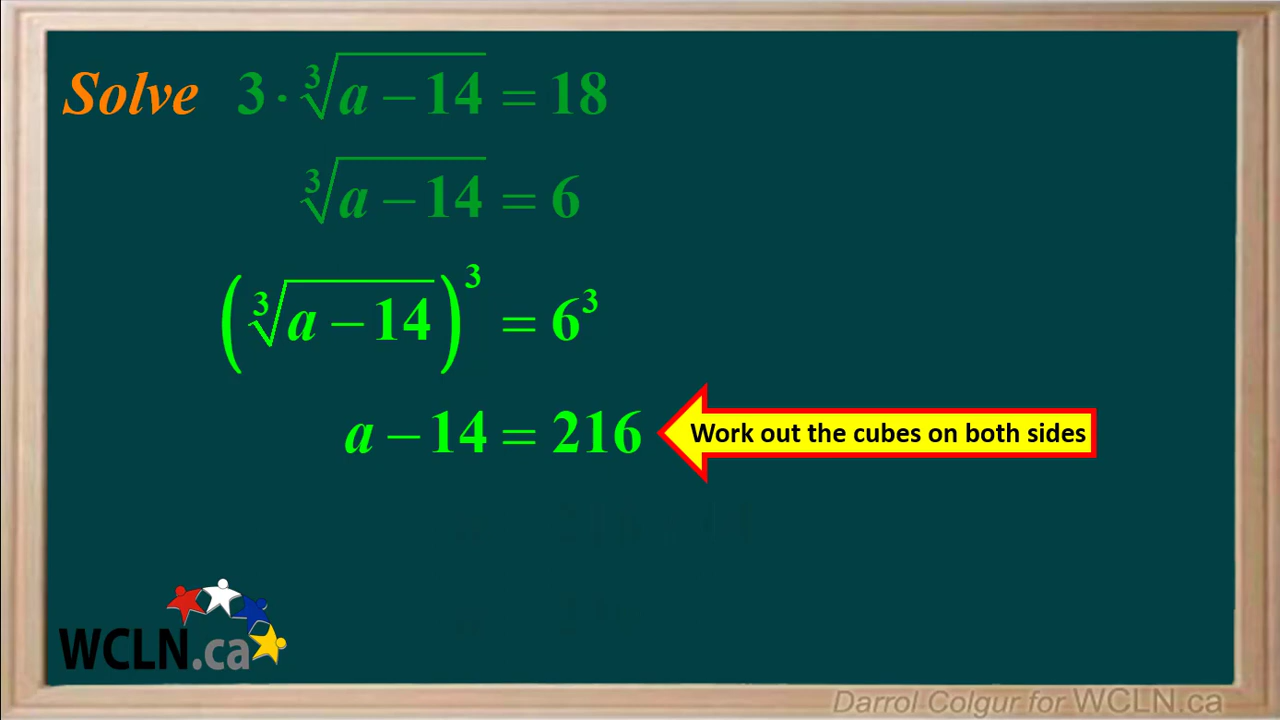 Solve 3 · ∛(a − 14) = 18
∛(a − 14) = 6
(∛(a − 14))³ = 6³
a − 14 = 216
Work out the cubes on both sides
WCLN.ca
Darrol Colgur for WCLN.ca